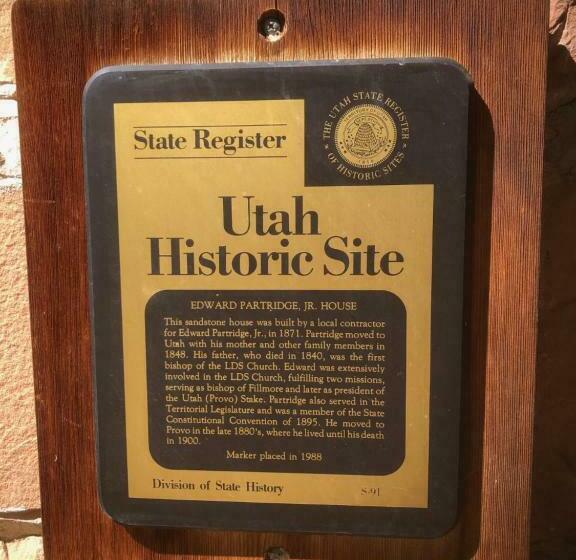 State Register
THE UTAH STATE REGISTER
OF HISTORIC SITES
Utah
Historic Site
EDWARD PARTRIDGE, JR. HOUSE
This sandstone house was built by a local contractor
for Edward Partridge, Jr., in 1871. Partridge moved to
Utah with his mother and other family members in
1848. His father, who died in 1840, was the first
bishop of the LDS Church. Edward was extensively
involved in the LDS Church, fulfilling two missions,
serving as bishop of Fillmore and later as president of
the Utah (Provo) Stake. Partridge also served in the
Territorial Legislature and was a member of the State
Constitutional Convention of 1895. He moved to
Provo in the late 1880's, where he lived until his death
in 1900.
Marker placed in 1988
Division of State History
S-91